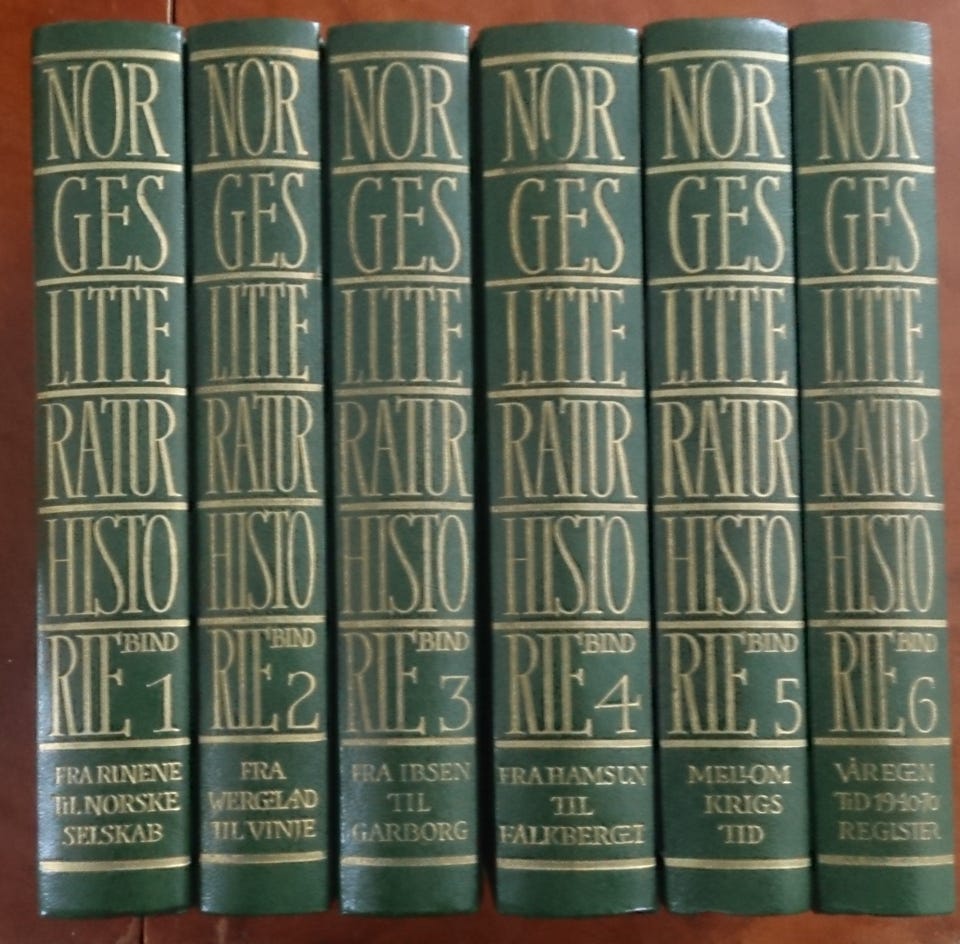 NOR
GES
LITTE
RATUR
HISTO
RIE BIND 1
FRA RUNENE
TIL NORSKE
SELSKAB
NOR
GES
LITTE
RATUR
HISTO
RIE BIND 2
FRA
WERGELAND
TIL VINJE
NOR
GES
LITTE
RATUR
HISTO
RIE BIND 3
FRA IBSEN
TIL
GARBORG
NOR
GES
LITTE
RATUR
HISTO
RIE BIND 4
FRA HAMSUN
TIL
FALKBERGET
NOR
GES
LITTE
RATUR
HISTO
RIE BIND 5
MELLOM
KRIGS
TID
NOR
GES
LITTE
RATUR
HISTO
RIE BIND 6
VÅR EGEN
TID 1940-70
REGISTER